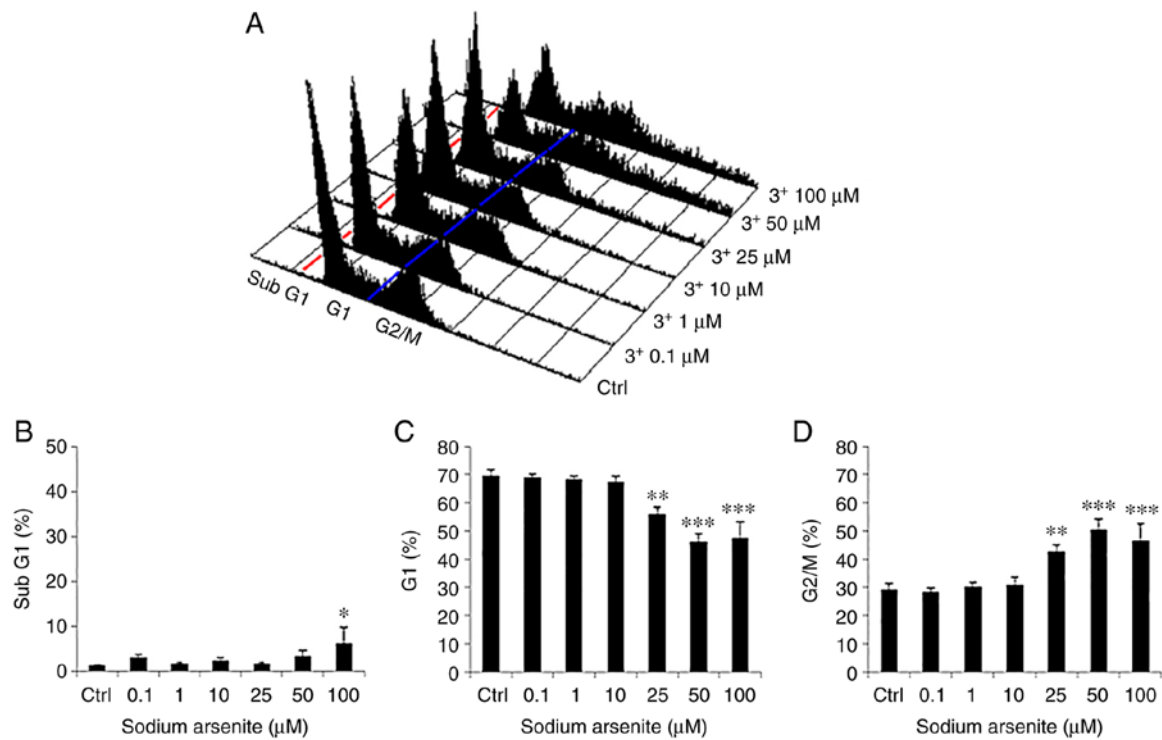 A
3⁺ 100 μM
3⁺ 50 μM
3⁺ 25 μM
3⁺ 10 μM
3⁺ 1 μM
3⁺ 0.1 μM
Ctrl
Sub G1
G1
G2/M
B
Sub G1 (%)
50
40
30
20
10
0
*
Ctrl 0.1 1 10 25 50 100
Sodium arsenite (μM)
C
G1 (%)
80
70
60
50
40
30
20
10
0
** *** ***
Ctrl 0.1 1 10 25 50 100
Sodium arsenite (μM)
D
G2/M (%)
80
70
60
50
40
30
20
10
0
** *** ***
Ctrl 0.1 1 10 25 50 100
Sodium arsenite (μM)